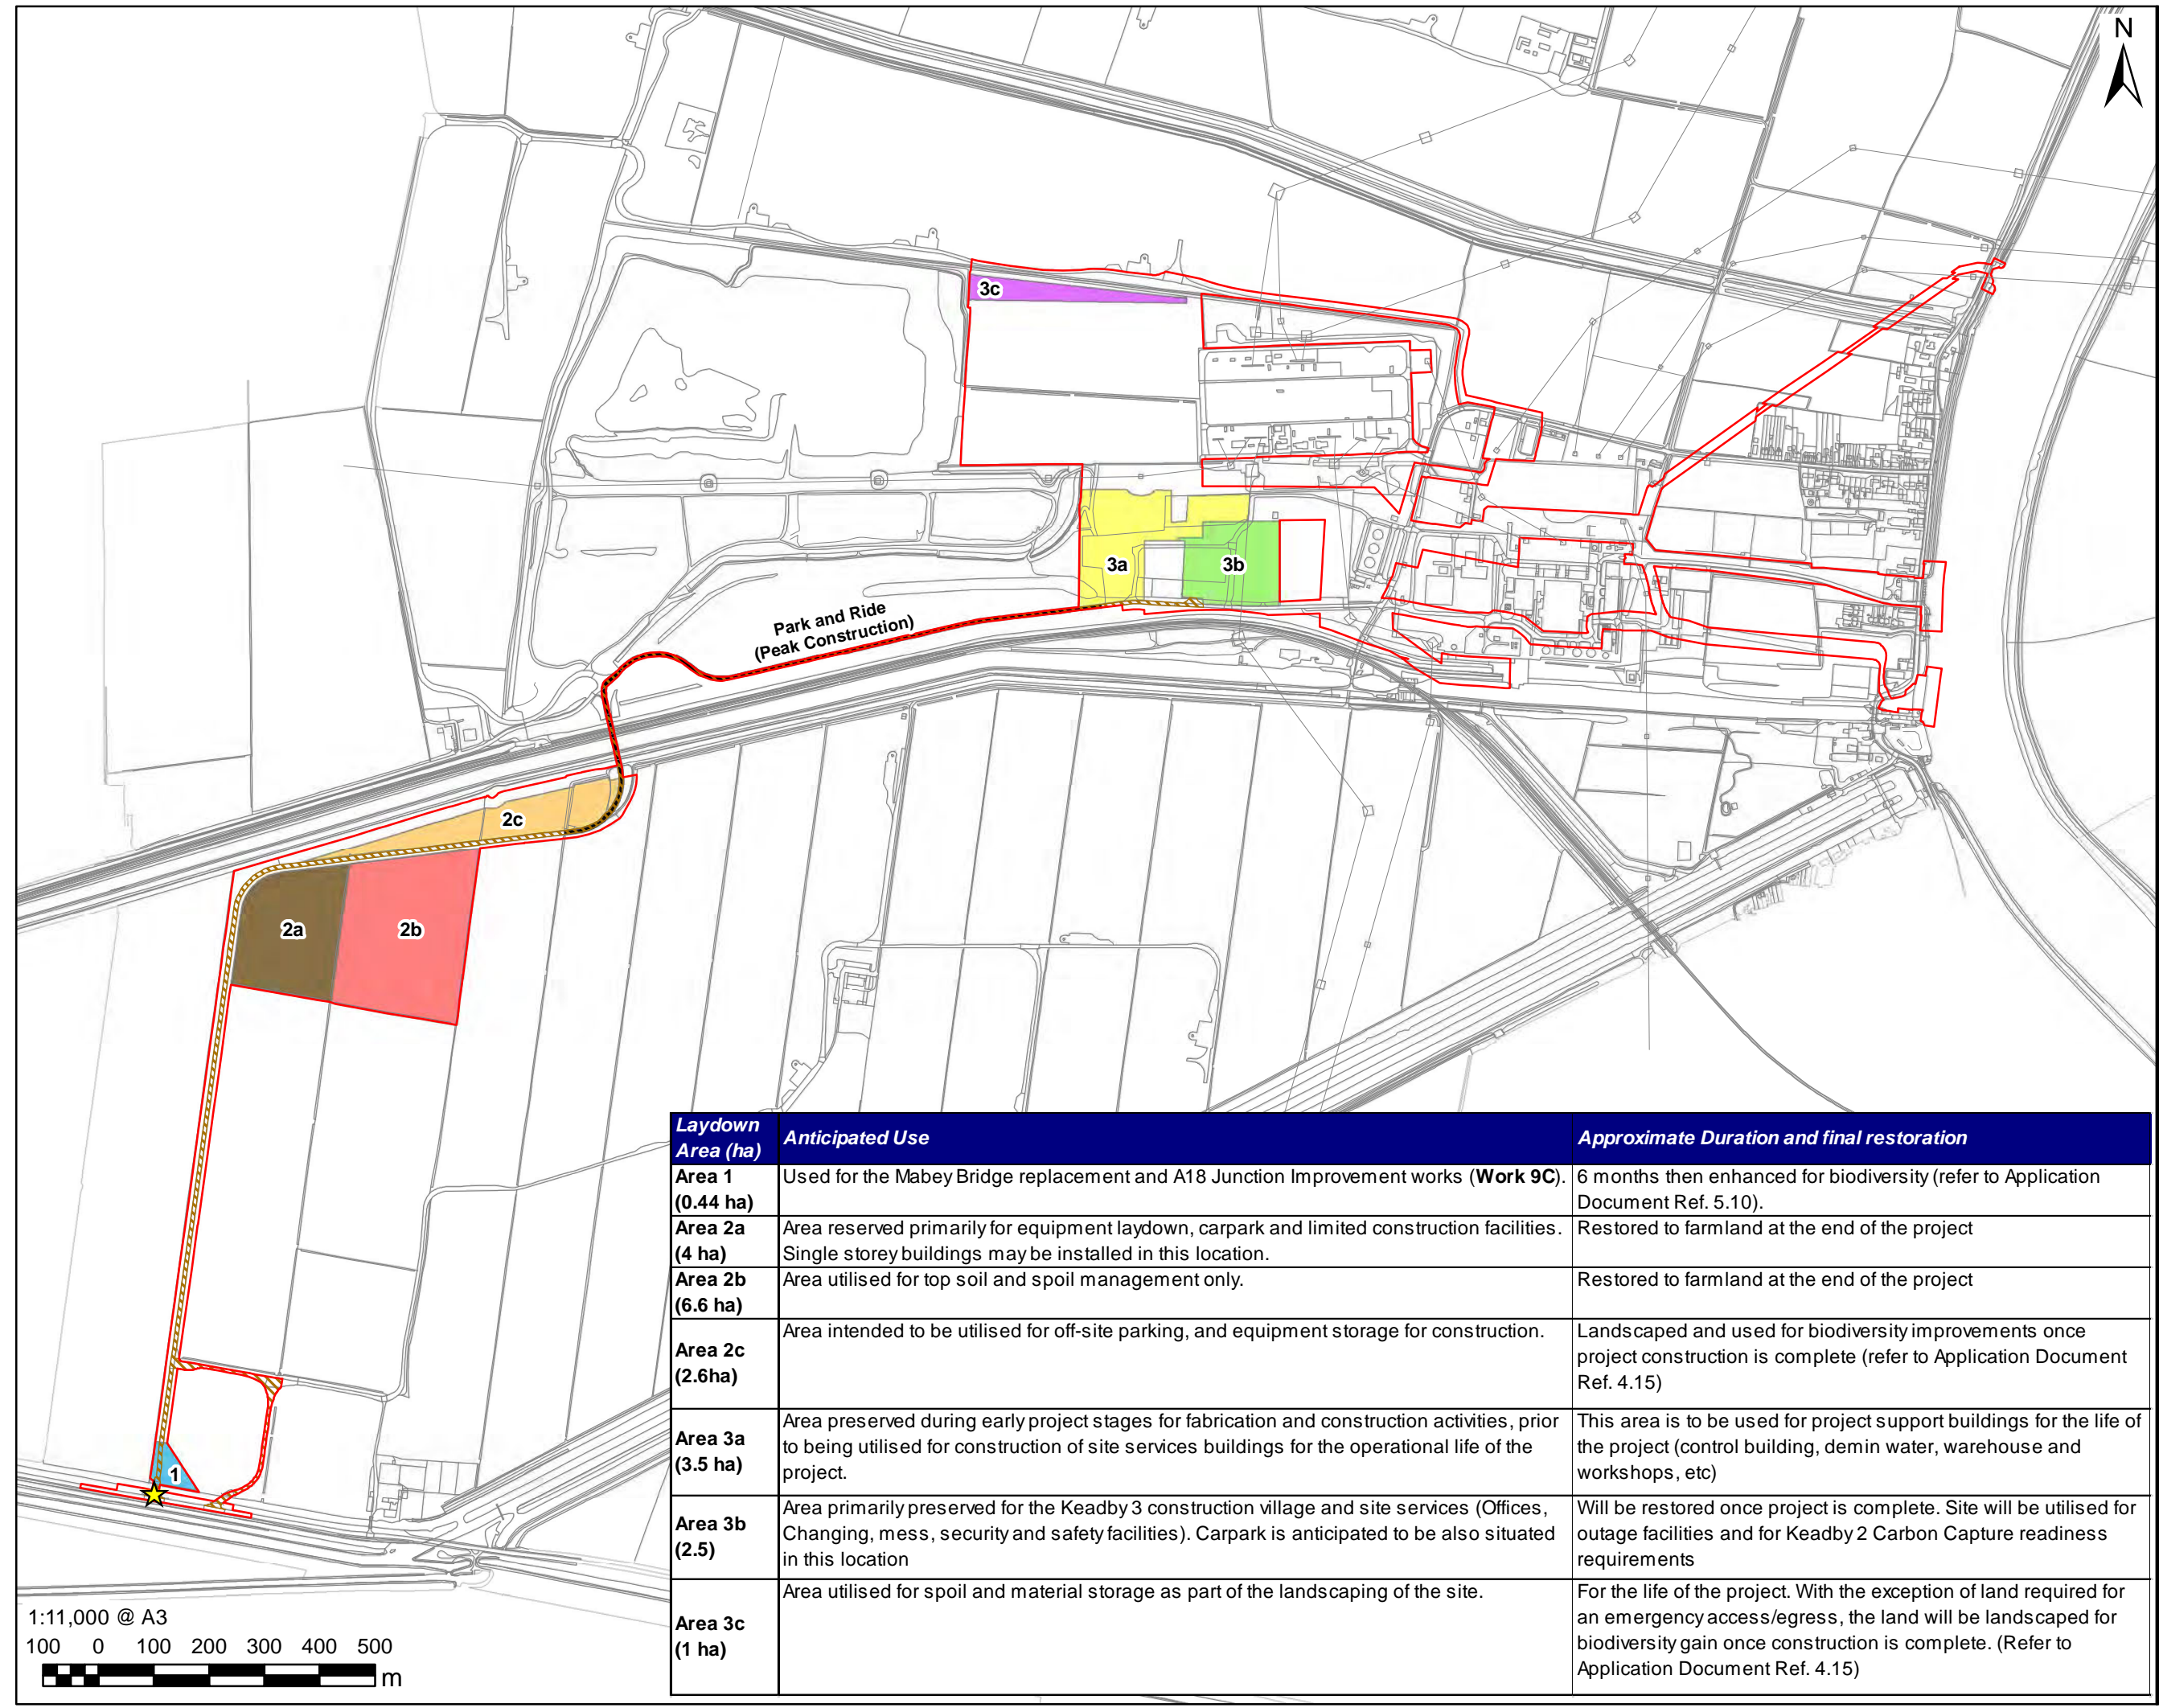 N
3c
3a
3b
Park and Ride
(Peak Construction)
2c
2a
2b
1
Laydown
Area (ha)
Anticipated Use
Approximate Duration and final restoration
Area 1
(0.44 ha)
Used for the Mabey Bridge replacement and A18 Junction Improvement works (Work 9C).
6 months then enhanced for biodiversity (refer to Application
Document Ref. 5.10).
Area 2a
(4 ha)
Area reserved primarily for equipment laydown, carpark and limited construction facilities.
Single storey buildings may be installed in this location.
Restored to farmland at the end of the project
Area 2b
(6.6 ha)
Area utilised for top soil and spoil management only.
Restored to farmland at the end of the project
Area 2c
(2.6ha)
Area intended to be utilised for off-site parking, and equipment storage for construction.
Landscaped and used for biodiversity improvements once
project construction is complete (refer to Application Document
Ref. 4.15)
Area 3a
(3.5 ha)
Area preserved during early project stages for fabrication and construction activities, prior
to being utilised for construction of site services buildings for the operational life of the
project.
This area is to be used for project support buildings for the life of
the project (control building, demin water, warehouse and
workshops, etc)
Area 3b
(2.5)
Area primarily preserved for the Keadby 3 construction village and site services (Offices,
Changing, mess, security and safety facilities). Carpark is anticipated to be also situated
in this location
Will be restored once project is complete. Site will be utilised for
outage facilities and for Keadby 2 Carbon Capture readiness
requirements
Area 3c
(1 ha)
Area utilised for spoil and material storage as part of the landscaping of the site.
For the life of the project. With the exception of land required for
an emergency access/egress, the land will be landscaped for
biodiversity gain once construction is complete. (Refer to
Application Document Ref. 4.15)
1:11,000 @ A3
100 0 100 200 300 400 500
m